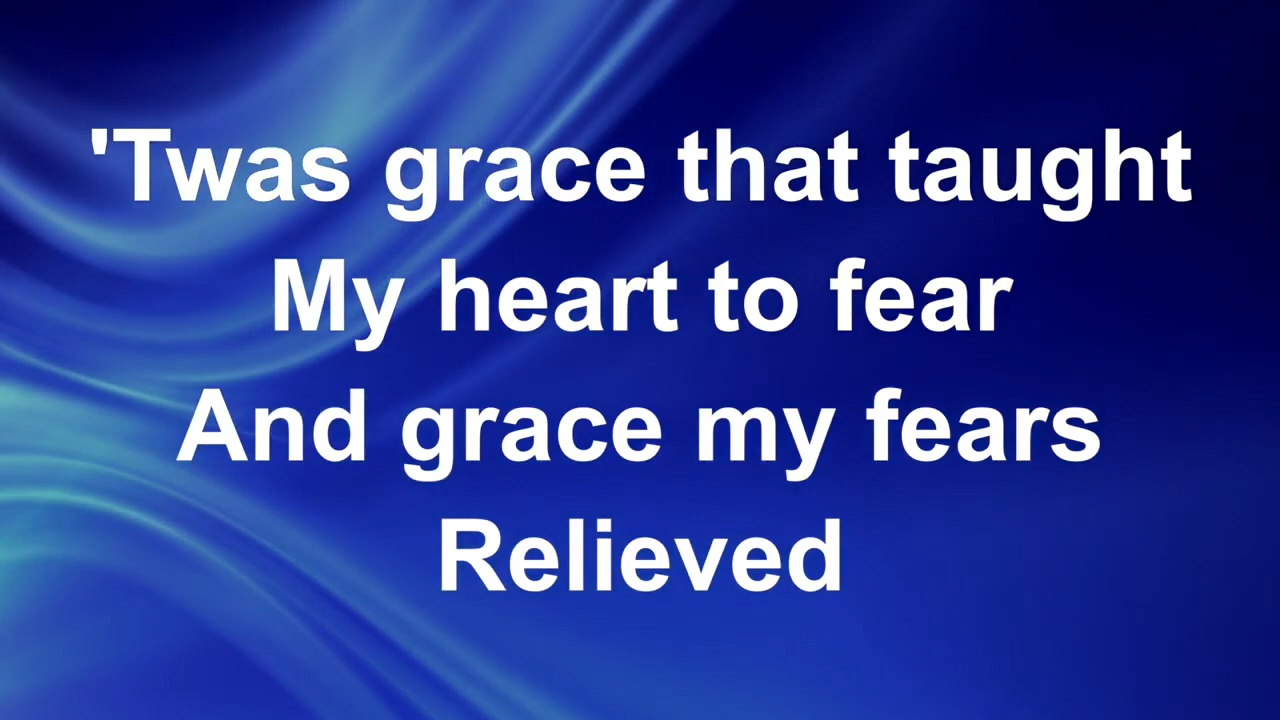 'Twas grace that taught
My heart to fear
And grace my fears
Relieved